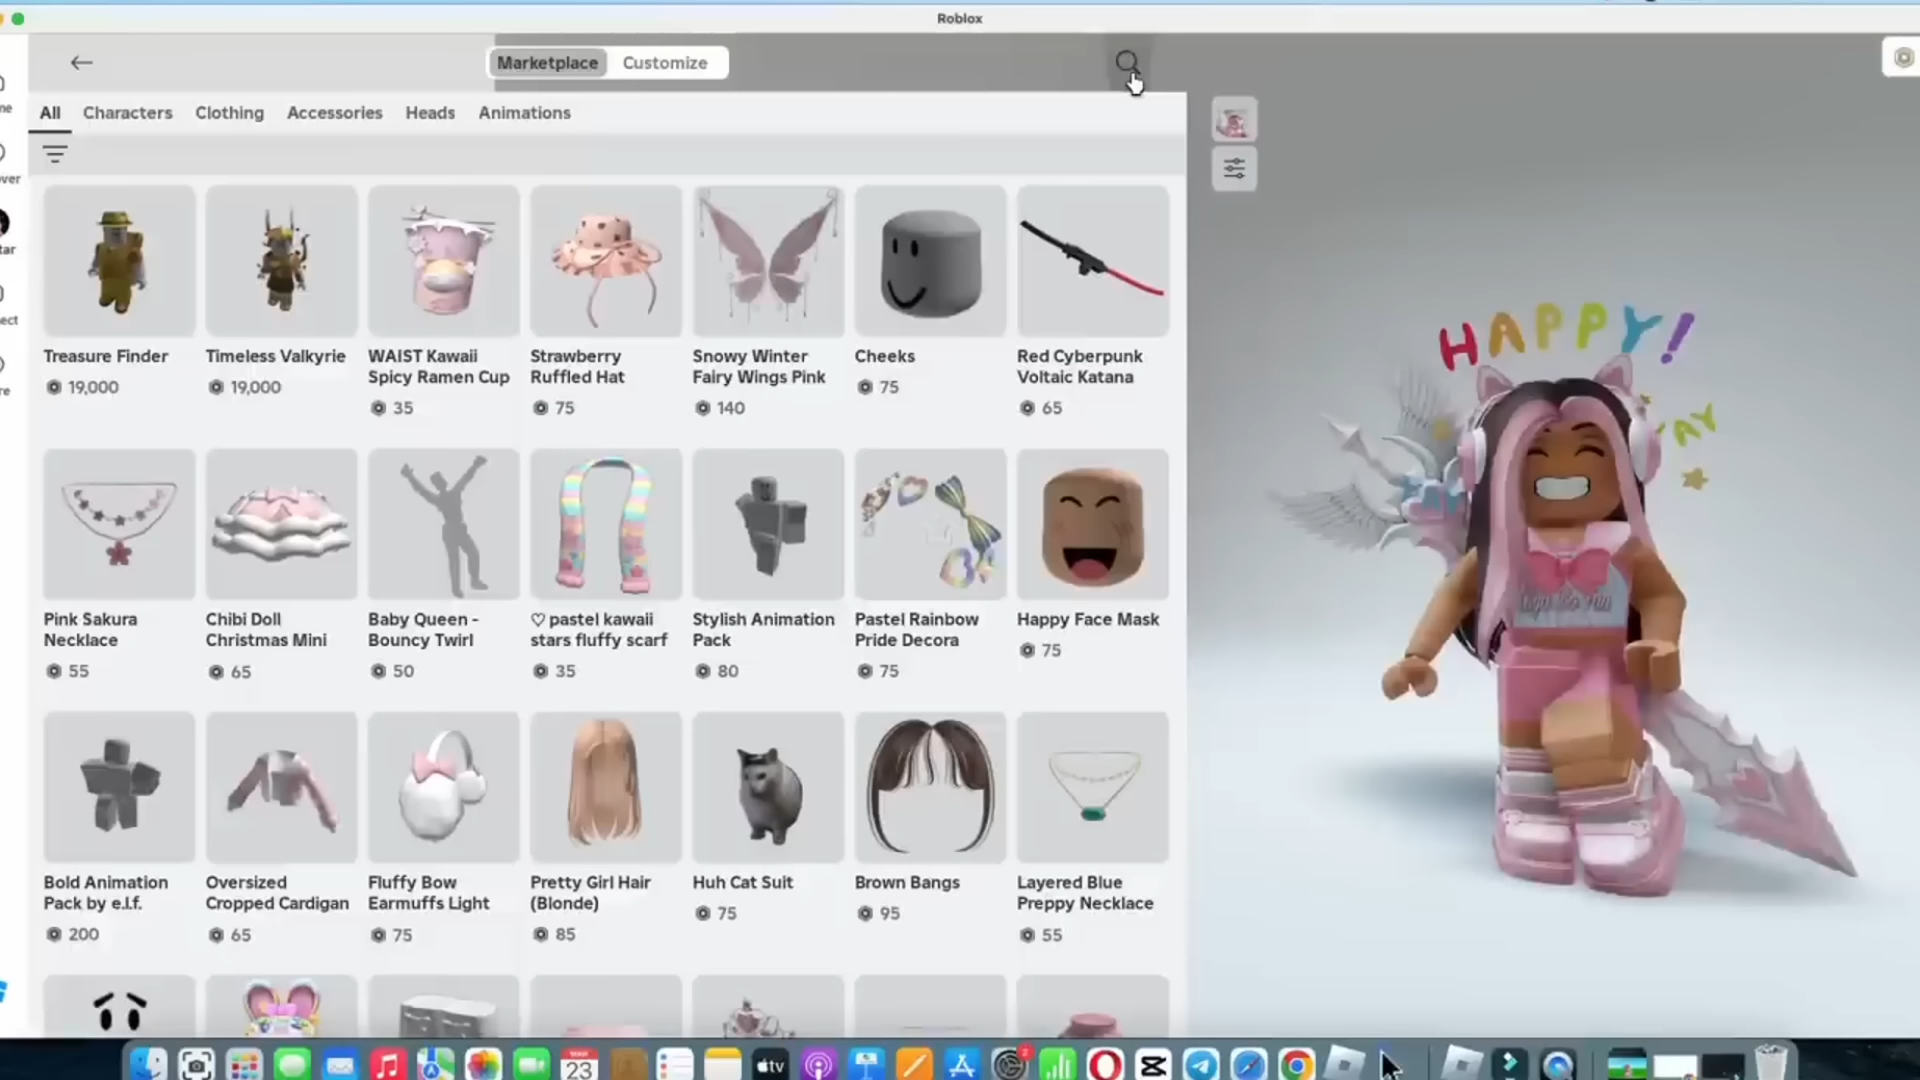 Roblox
Marketplace
Customize
All
Characters
Clothing
Accessories
Heads
Animations
Treasure Finder
19,000
Timeless Valkyrie
19,000
WAIST Kawaii
Spicy Ramen Cup
35
Strawberry
Ruffled Hat
75
Snowy Winter
Fairy Wings Pink
140
Cheeks
75
Red Cyberpunk
Voltaic Katana
65
Pink Sakura
Necklace
55
Chibi Doll
Christmas Mini
65
Baby Queen -
Bouncy Twirl
50
♡ pastel kawaii
stars fluffy scarf
35
Stylish Animation
Pack
80
Pastel Rainbow
Pride Decora
75
Happy Face Mask
75
Bold Animation
Pack by e.l.f.
200
Oversized
Cropped Cardigan
65
Fluffy Bow
Earmuffs Light
75
Pretty Girl Hair
(Blonde)
85
Huh Cat Suit
75
Brown Bangs
95
Layered Blue
Preppy Necklace
55
HAPPY!
tv
23